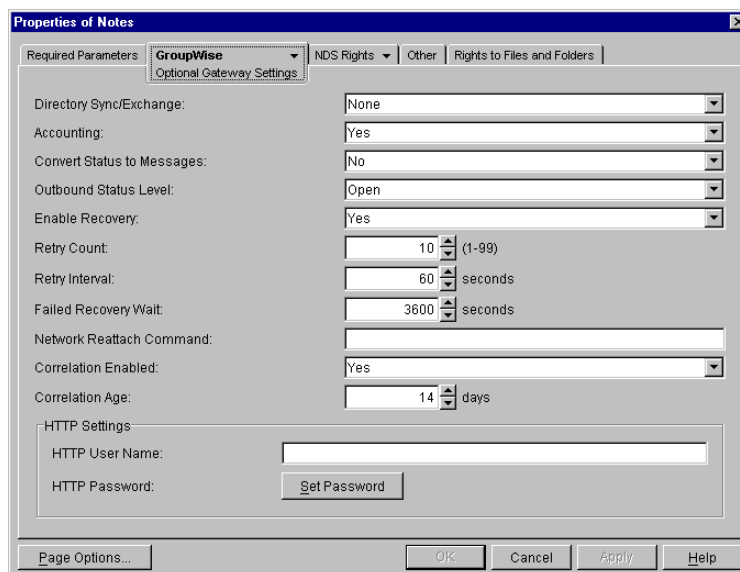 Properties of Notes
Required Parameters GroupWise NDS Rights Other Rights to Files and Folders
Optional Gateway Settings
Directory Sync/Exchange: None
Accounting: Yes
Convert Status to Messages: No
Outbound Status Level: Open
Enable Recovery: Yes
Retry Count: 10 (1-99)
Retry Interval: 60 seconds
Failed Recovery Wait: 3600 seconds
Network Reattach Command:
Correlation Enabled: Yes
Correlation Age: 14 days
HTTP Settings
HTTP User Name:
HTTP Password: Set Password
Page Options... OK Cancel Apply Help